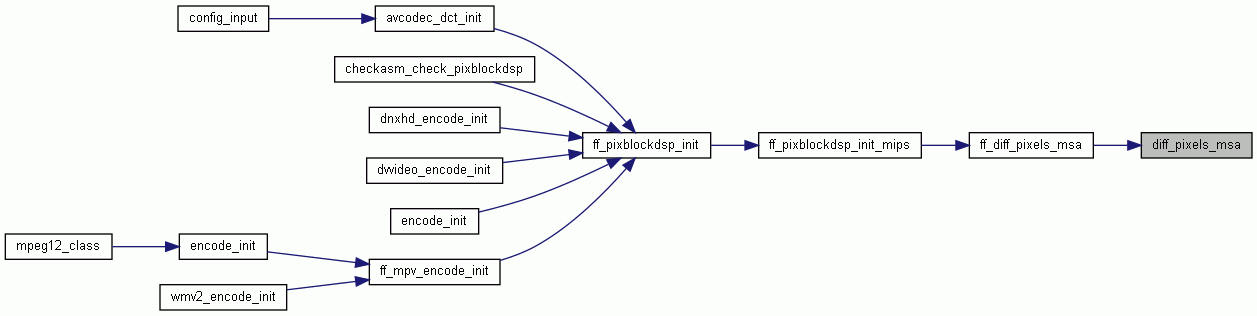 config_input
avcodec_dct_init
checkasm_check_pixblockdsp
dnxhd_encode_init
ff_pixblockdsp_init
ff_pixblockdsp_init_mips
ff_diff_pixels_msa
diff_pixels_msa
dvvideo_encode_init
encode_init
mpeg12_class
encode_init
ff_mpv_encode_init
wmv2_encode_init